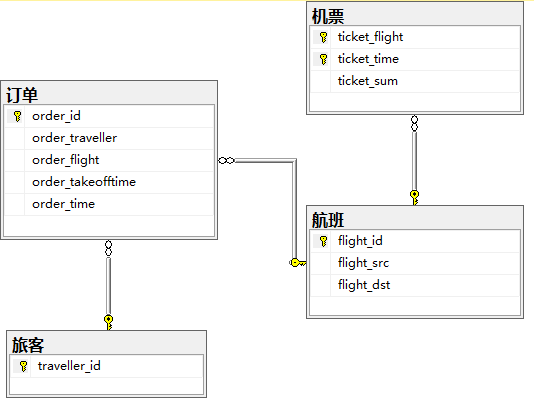 机票
ticket_flight
ticket_time
ticket_sum
订单
order_id
order_traveller
order_flight
order_takeofftime
order_time
航班
flight_id
flight_src
flight_dst
旅客
traveller_id